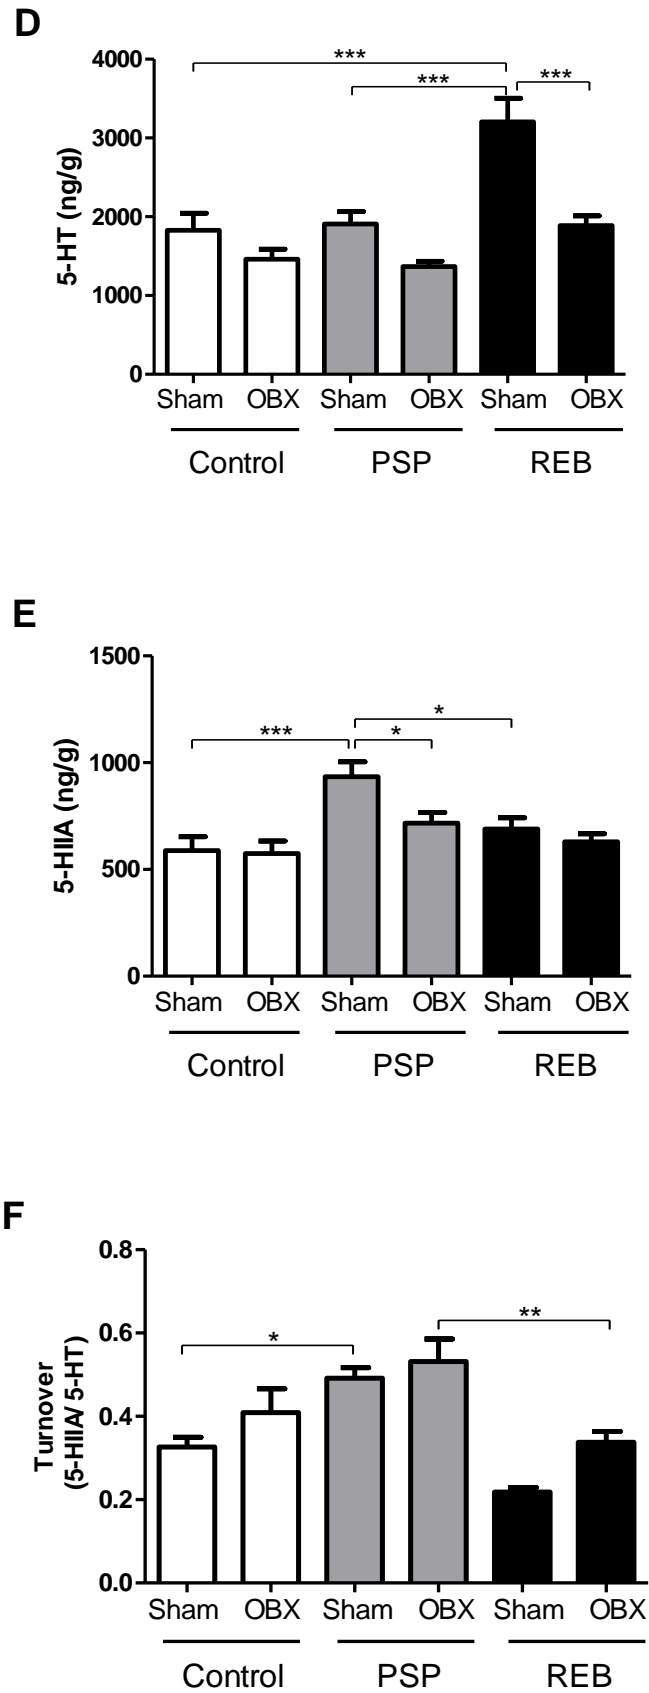 D
4000
3000
2000
1000
0
5-HT (ng/g)
***
***
***
Sham OBX Sham OBX Sham OBX
Control PSP REB
E
1500
1000
500
0
5-HIIA (ng/g)
*
***
*
Sham OBX Sham OBX Sham OBX
Control PSP REB
F
0.8
0.6
0.4
0.2
0.0
Turnover
(5-HIIA/ 5-HT)
**
*
Sham OBX Sham OBX Sham OBX
Control PSP REB